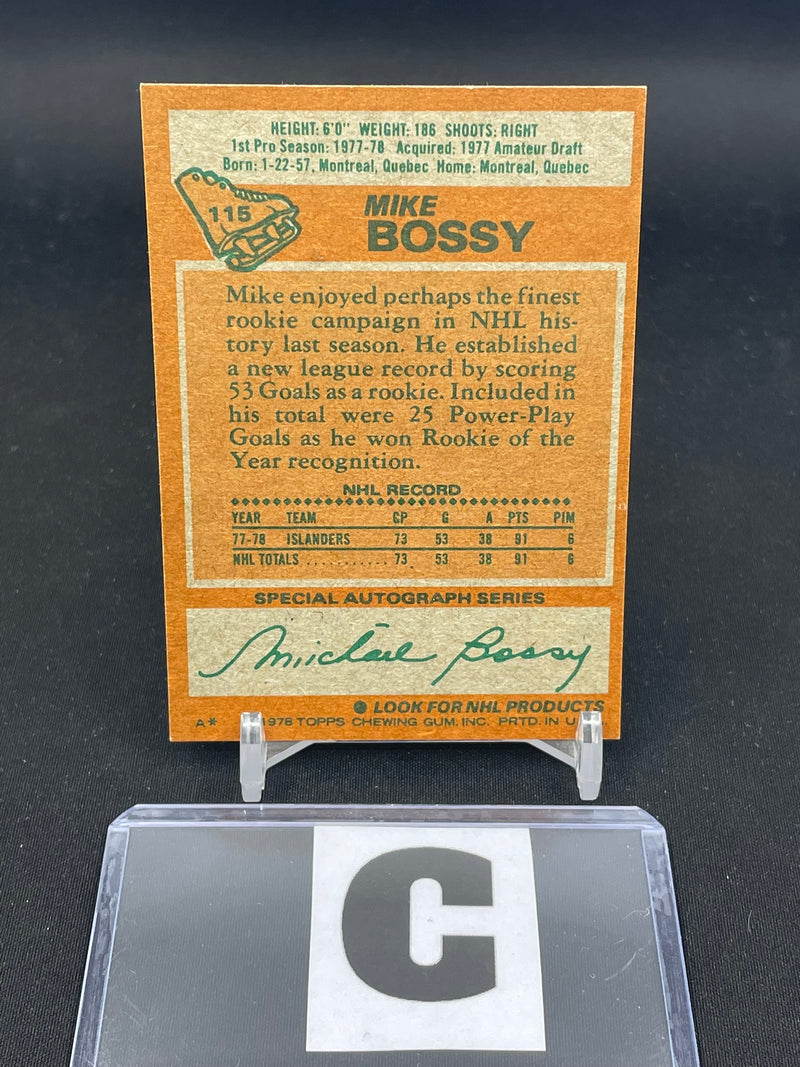 HEIGHT: 6'0" WEIGHT: 186 SHOOTS: RIGHT
1st Pro Season: 1977-78 Acquired: 1977 Amateur Draft
Born: 1-22-57, Montreal, Quebec Home: Montreal, Quebec
115
MIKE
BOSSY
Mike enjoyed perhaps the finest
rookie campaign in NHL his-
tory last season. He established
a new league record by scoring
53 Goals as a rookie. Included in
his total were 25 Power-Play
Goals as he won Rookie of the
Year recognition.
NHL RECORD
YEAR TEAM GP G A PTS PIM
77-78 ISLANDERS 73 53 38 91 6
NHL TOTALS ........... 73 53 38 91 6
SPECIAL AUTOGRAPH SERIES
Michael Bossy
LOOK FOR NHL PRODUCTS
A* 1978 TOPPS CHEWING GUM, INC. PRTD. IN U.S.
C